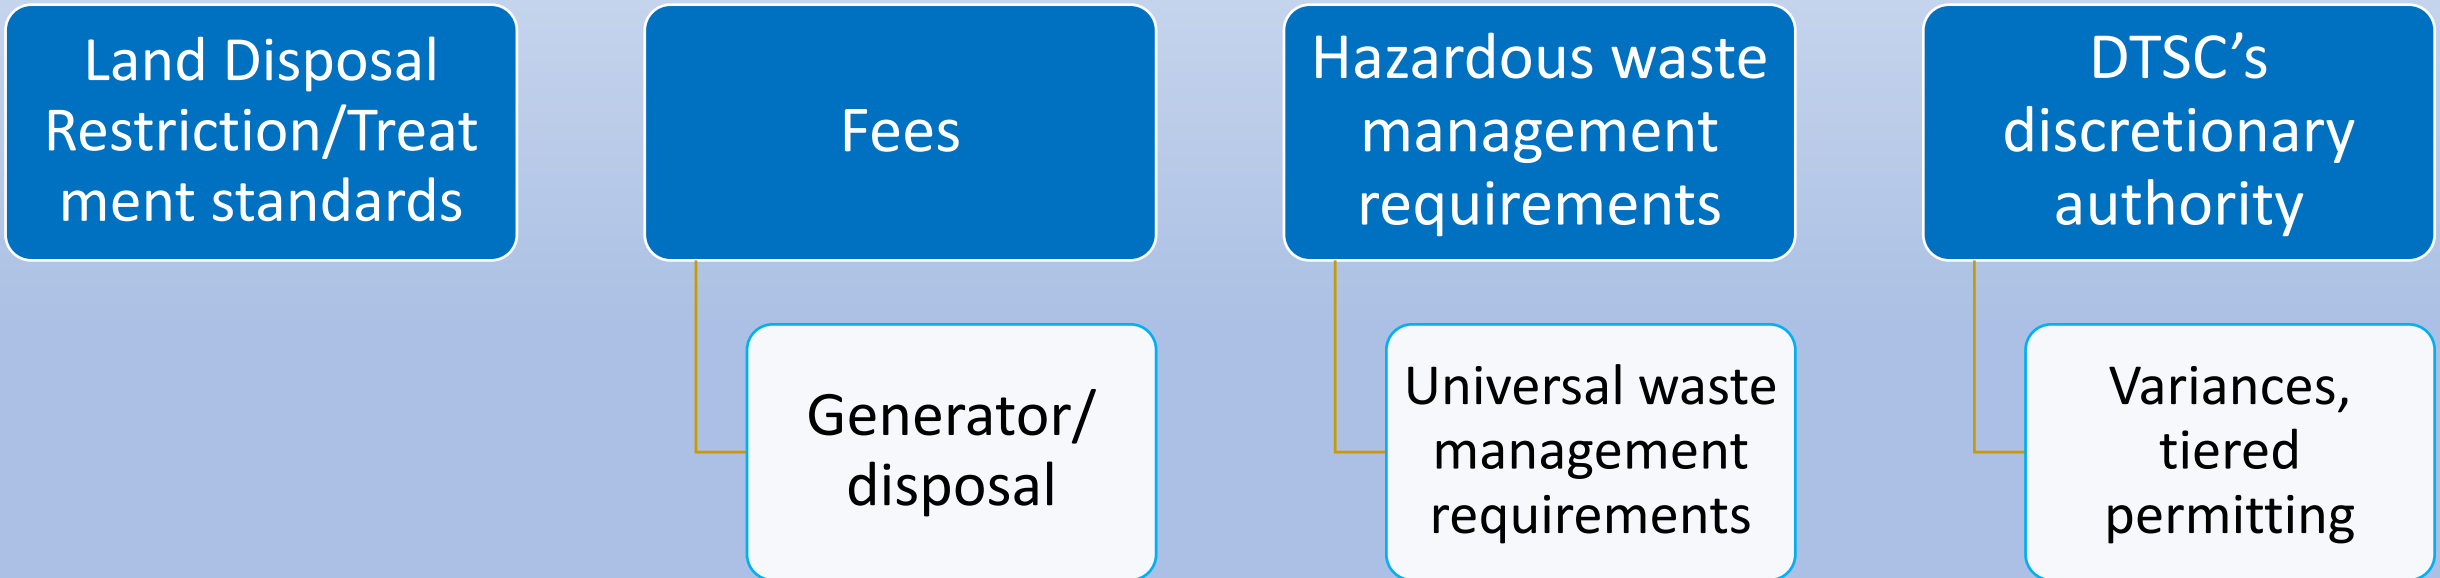 Land Disposal
Restriction/Treat
ment standards
Fees
Generator/
disposal
Hazardous waste
management
requirements
Universal waste
management
requirements
DTSC’s
discretionary
authority
Variances,
tiered
permitting